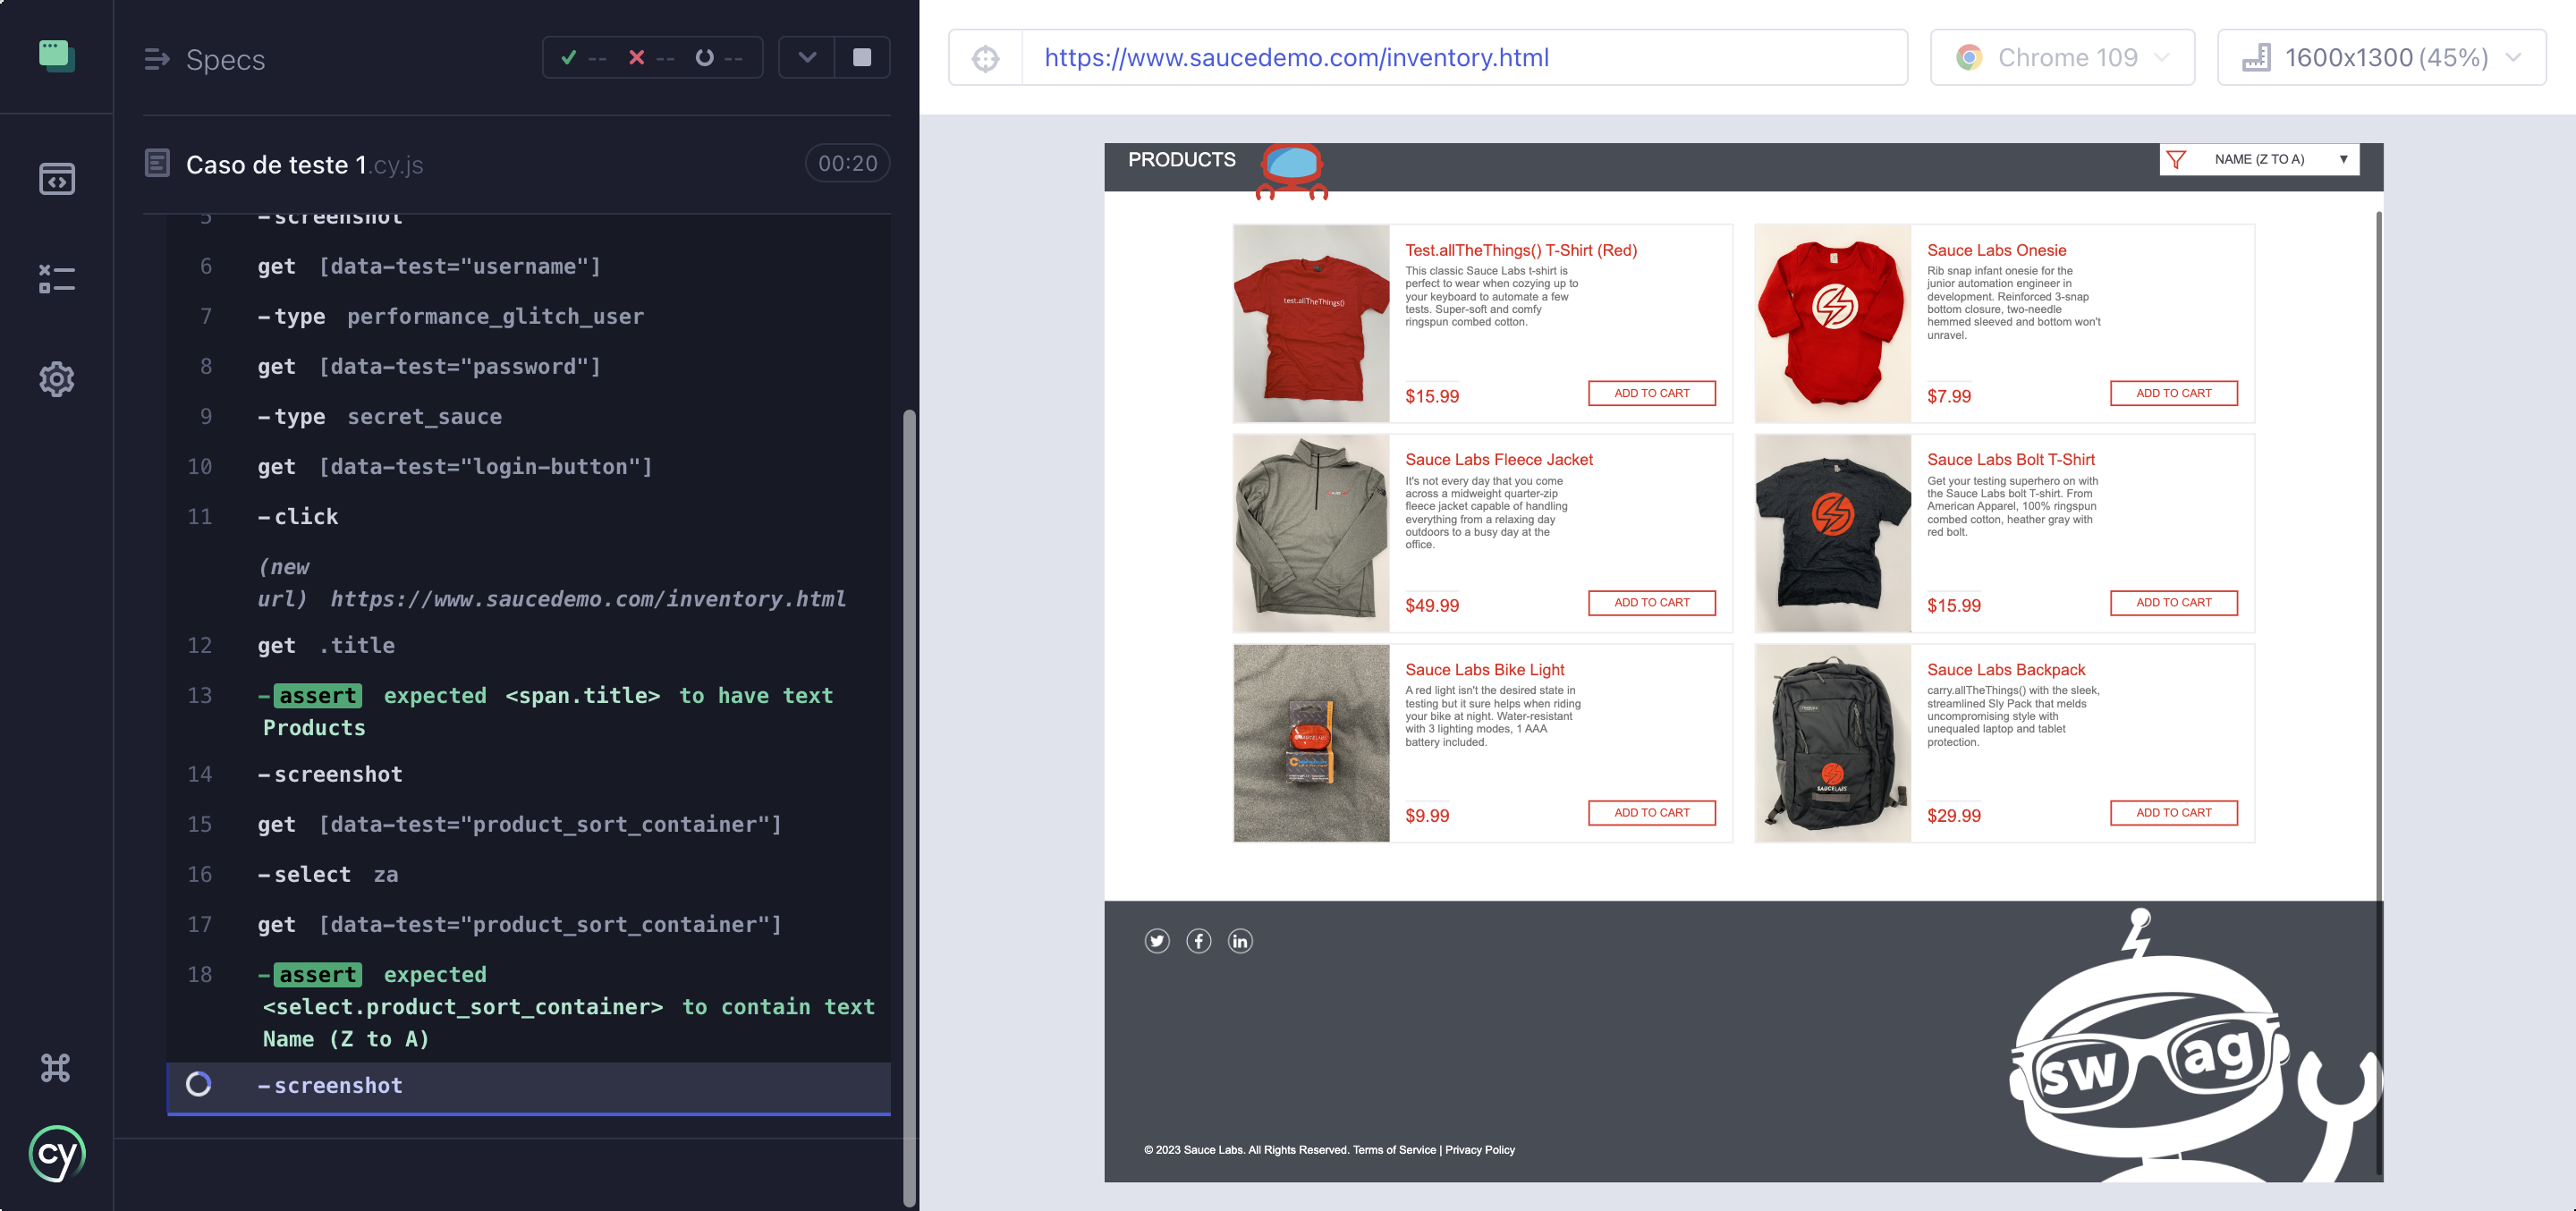 Specs
-- -- --
Caso de teste 1.cy.js
00:20
5 -screenshot
6 get [data-test="username"]
7 -type performance_glitch_user
8 get [data-test="password"]
9 -type secret_sauce
10 get [data-test="login-button"]
11 -click
(new
url) https://www.saucedemo.com/inventory.html
12 get .title
13 -assert expected <span.title> to have text
Products
14 -screenshot
15 get [data-test="product_sort_container"]
16 -select za
17 get [data-test="product_sort_container"]
18 -assert expected
<select.product_sort_container> to contain text
Name (Z to A)
-screenshot
cy
https://www.saucedemo.com/inventory.html
Chrome 109
1600x1300 (45%)
PRODUCTS
NAME (Z TO A)
test.allTheThings()
Test.allTheThings() T-Shirt (Red)
This classic Sauce Labs t-shirt is
perfect to wear when cozying up to
your keyboard to automate a few
tests. Super-soft and comfy
ringspun combed cotton.
$15.99
ADD TO CART
Sauce Labs Onesie
Rib snap infant onesie for the
junior automation engineer in
development. Reinforced 3-snap
bottom closure, two-needle
hemmed sleeved and bottom won't
unravel.
$7.99
ADD TO CART
Sauce Labs Fleece Jacket
It's not every day that you come
across a midweight quarter-zip
fleece jacket capable of handling
everything from a relaxing day
outdoors to a busy day at the
office.
$49.99
ADD TO CART
Sauce Labs Bolt T-Shirt
Get your testing superhero on with
the Sauce Labs bolt T-shirt. From
American Apparel, 100% ringspun
combed cotton, heather gray with
red bolt.
$15.99
ADD TO CART
Sauce Labs Bike Light
A red light isn't the desired state in
testing but it sure helps when riding
your bike at night. Water-resistant
with 3 lighting modes, 1 AAA
battery included.
$9.99
ADD TO CART
SAUCELABS
Sauce Labs Backpack
carry.allTheThings() with the sleek,
streamlined Sly Pack that melds
uncompromising style with
unequaled laptop and tablet
protection.
$29.99
ADD TO CART
sw ag
© 2023 Sauce Labs. All Rights Reserved. Terms of Service | Privacy Policy